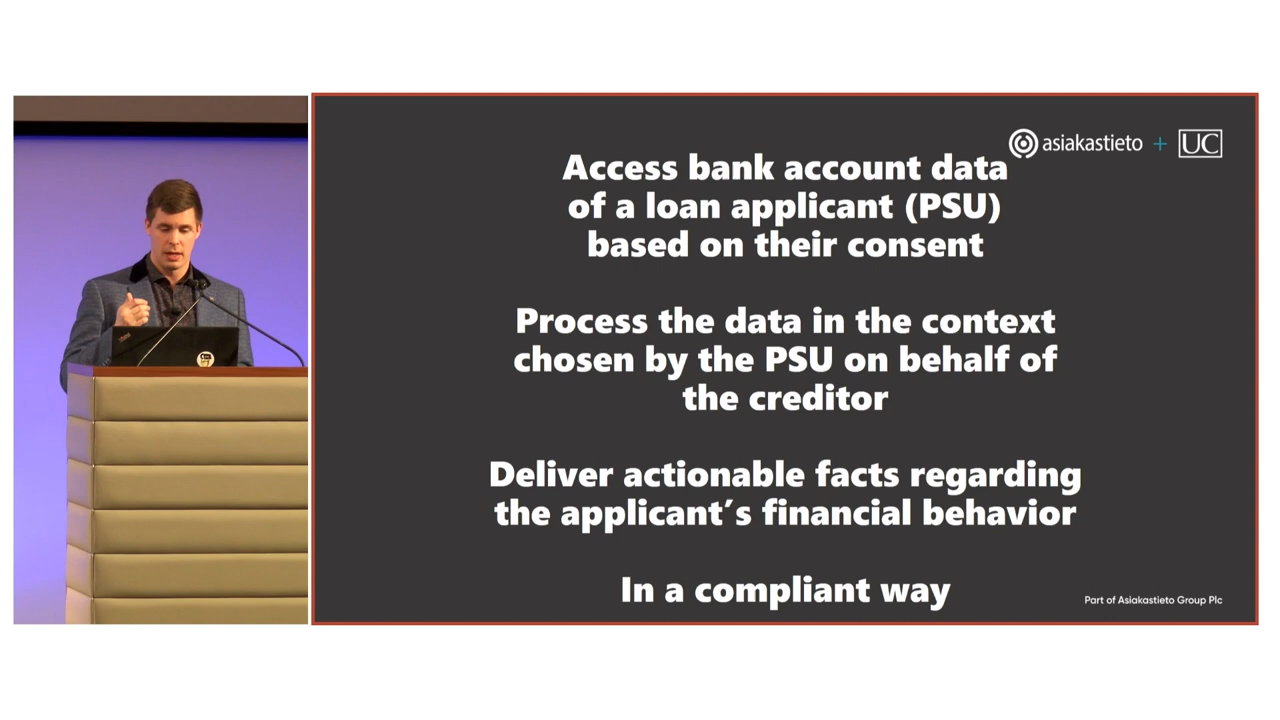 asiakastieto + UC
Access bank account data
of a loan applicant (PSU)
based on their consent
Process the data in the context
chosen by the PSU on behalf of
the creditor
Deliver actionable facts regarding
the applicant’s financial behavior
In a compliant way
Part of Asiakastieto Group Plc